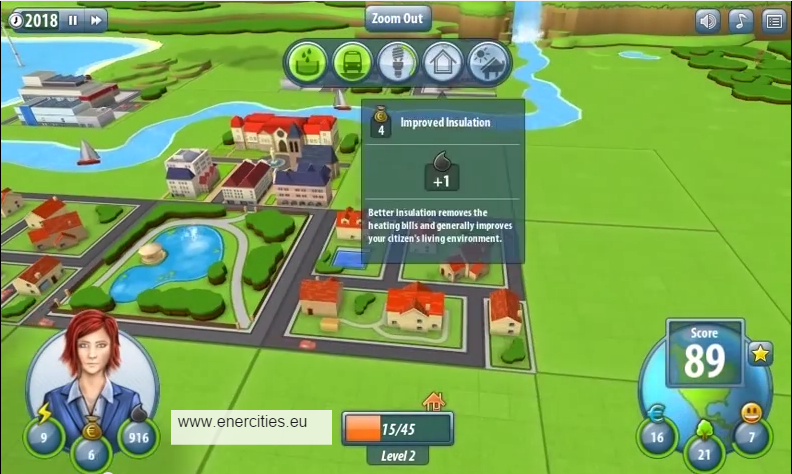 2018
Zoom Out
4
Improved Insulation
+1
Better insulation removes the
heating bills and generally improves
your citizen's living environment.
Score
89
www.enercities.eu
15/45
Level 2
9
6
916
16
21
7